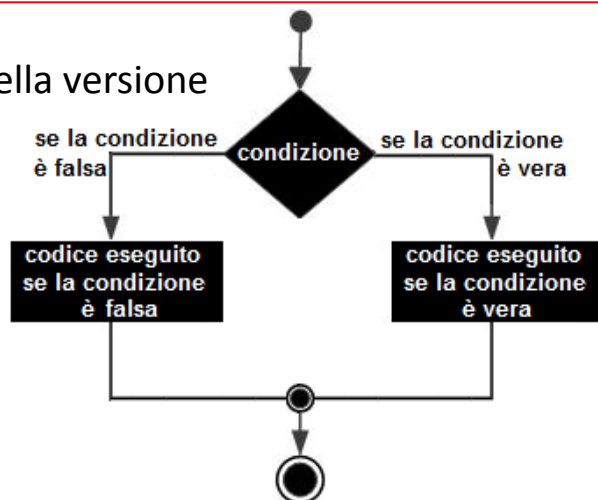 ella versione
se la condizione
è falsa
condizione
se la condizione
è vera
codice eseguito
se la condizione
è falsa
codice eseguito
se la condizione
è vera